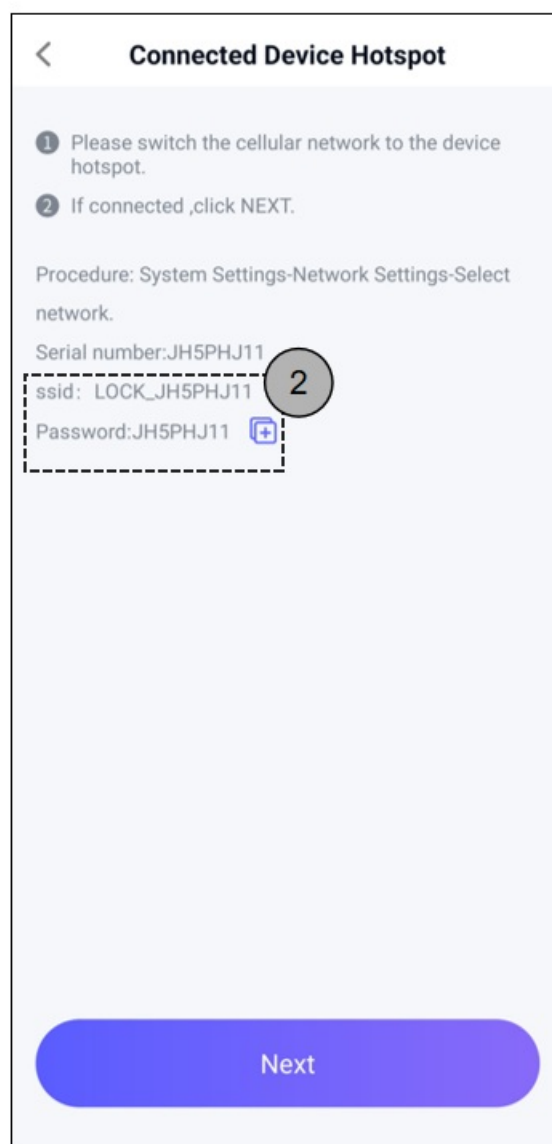 Connected Device Hotspot
1 Please switch the cellular network to the device
hotspot.
2 If connected ,click NEXT.
Procedure: System Settings-Network Settings-Select
network.
Serial number:JH5PHJ11
ssid: LOCK_JH5PHJ11
2
Password:JH5PHJ11
Next